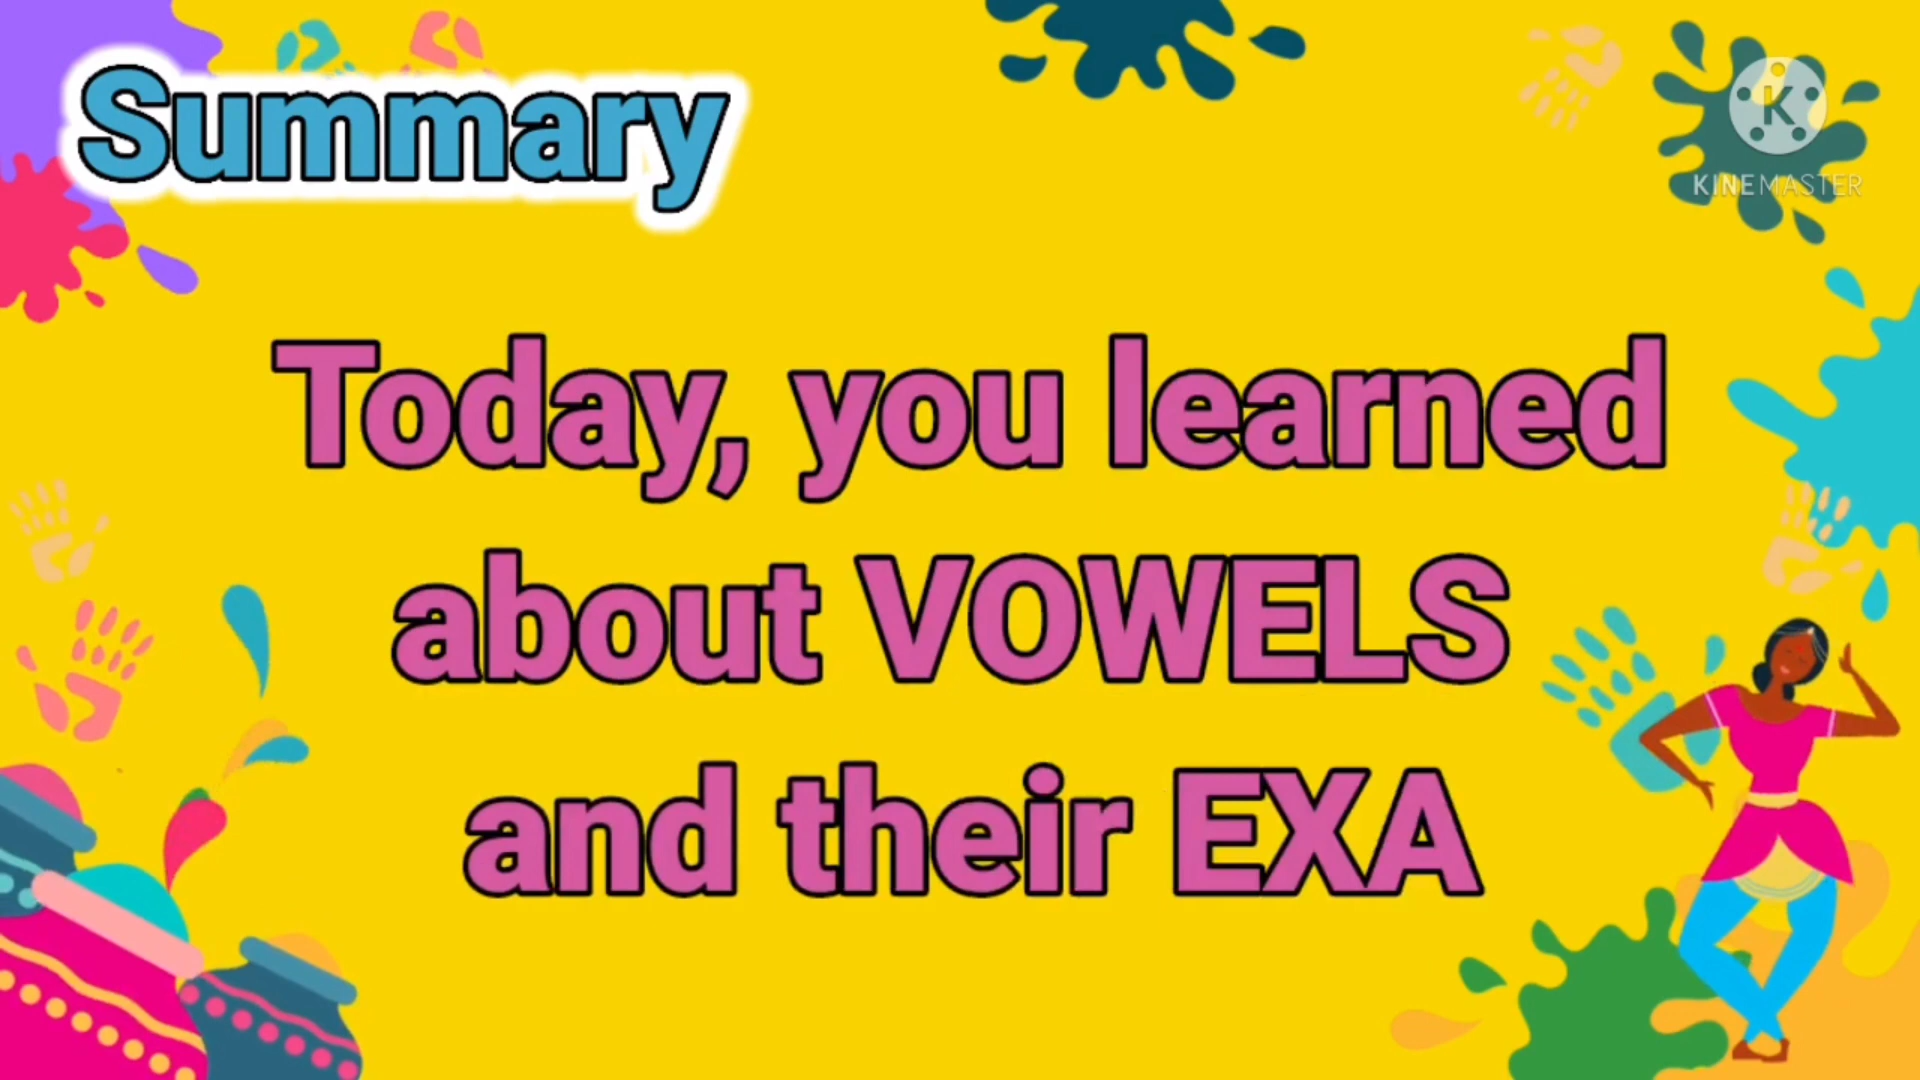 Summary
K
KINEMASTER
Today, you learned
about VOWELS
and their EXA